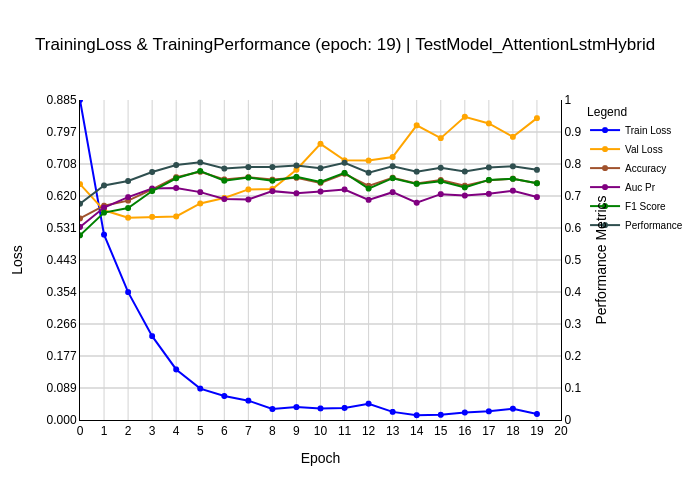 TrainingLoss & TrainingPerformance (epoch: 19) | TestModel_AttentionLstmHybrid
Legend
Train Loss
Val Loss
Accuracy
Auc Pr
F1 Score
Performance
0.885
0.797
0.708
0.620
0.531
0.443
0.354
0.266
0.177
0.089
0.000
Loss
1
0.9
0.8
0.7
0.6
0.5
0.4
0.3
0.2
0.1
0
Performance Metrics
0 1 2 3 4 5 6 7 8 9 10 11 12 13 14 15 16 17 18 19 20
Epoch